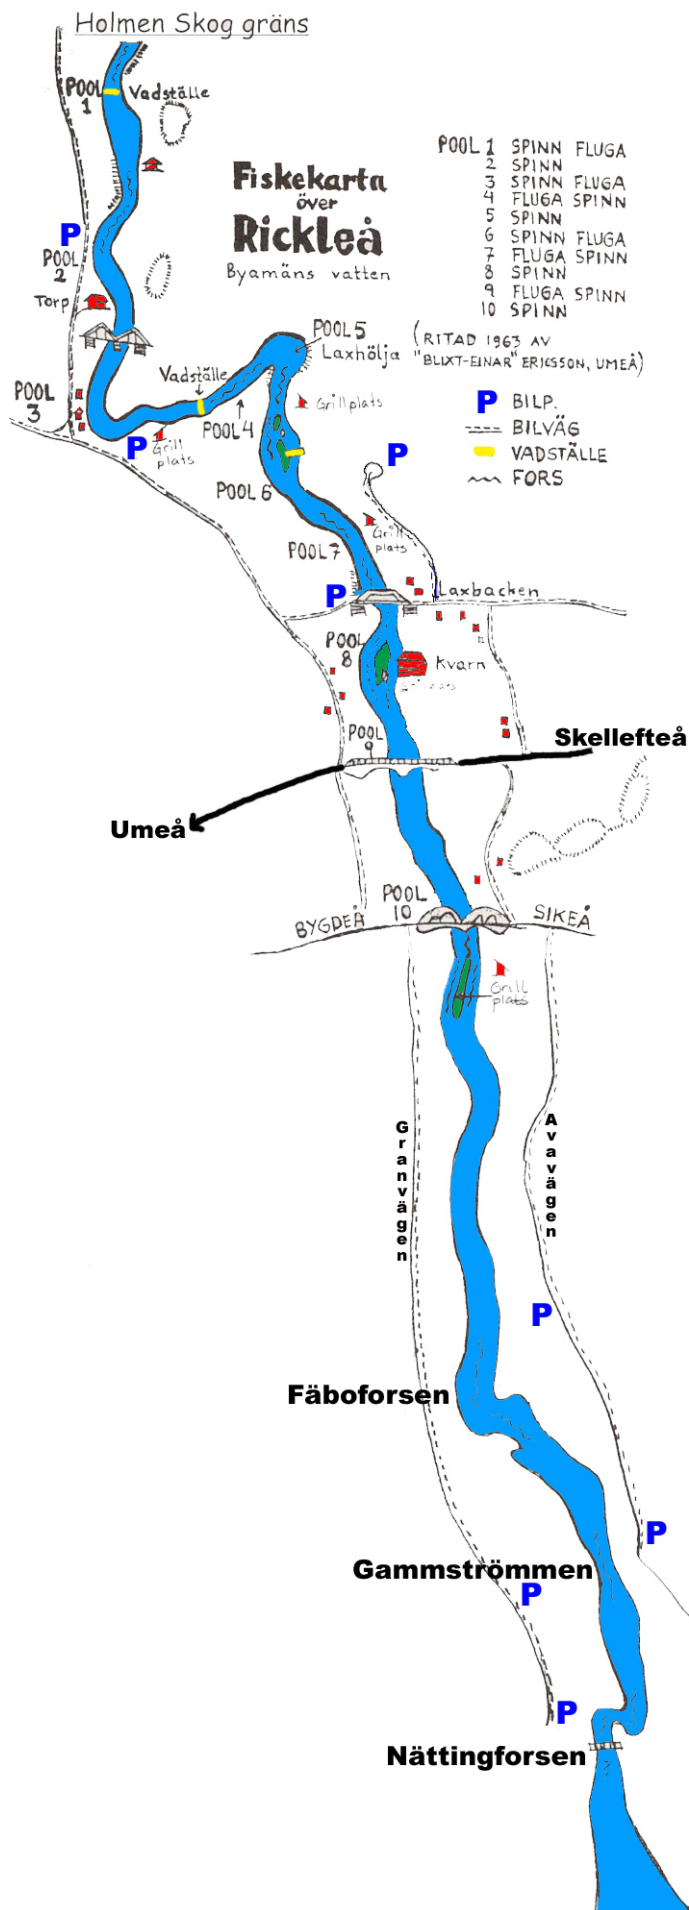 Holmen Skog gräns
POOL
1
Vadställe
POOL 1 SPINN FLUGA
2 SPINN
3 SPINN FLUGA
4 FLUGA SPINN
5 SPINN
6 SPINN FLUGA
7 FLUGA SPINN
8 SPINN
9 FLUGA SPINN
10 SPINN
Fiskekarta
över
Rickleå
Byamäns vatten
P
POOL
2
Torp
POOL 5
Laxhölja
(RITAD 1963 AV
"BLIXT-EINAR" ERICSSON, UMEÅ)
Vadställe
POOL
3
POOL 4
Grillplats
P BILP.
BILVÄG
VADSTÄLLE
FORS
P
Grill
plats
P
POOL 6
POOL 7
Grill
plats
P
Laxbacken
POOL
8
Kvarn
POOL
9
Skellefteå
Umeå
POOL
10
BYGDEÅ
SIKEÅ
Grill
plats
Granvägen
Avavägen
P
Fäboforsen
P
Gammströmmen
P
P
Nättingforsen